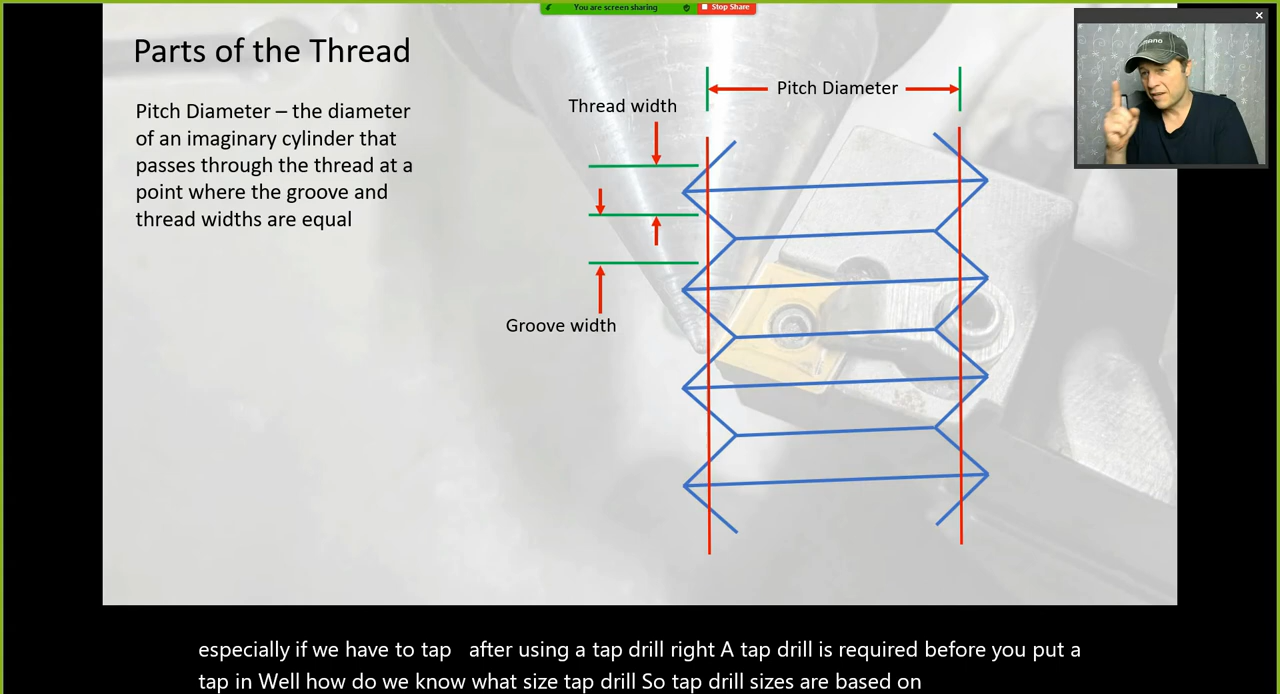 You are screen sharing
Stop Share
Parts of the Thread
Pitch Diameter – the diameter
of an imaginary cylinder that
passes through the thread at a
point where the groove and
thread widths are equal
Thread width
Pitch Diameter
Groove width
especially if we have to tap after using a tap drill right A tap drill is required before you put a
tap in Well how do we know what size tap drill So tap drill sizes are based on